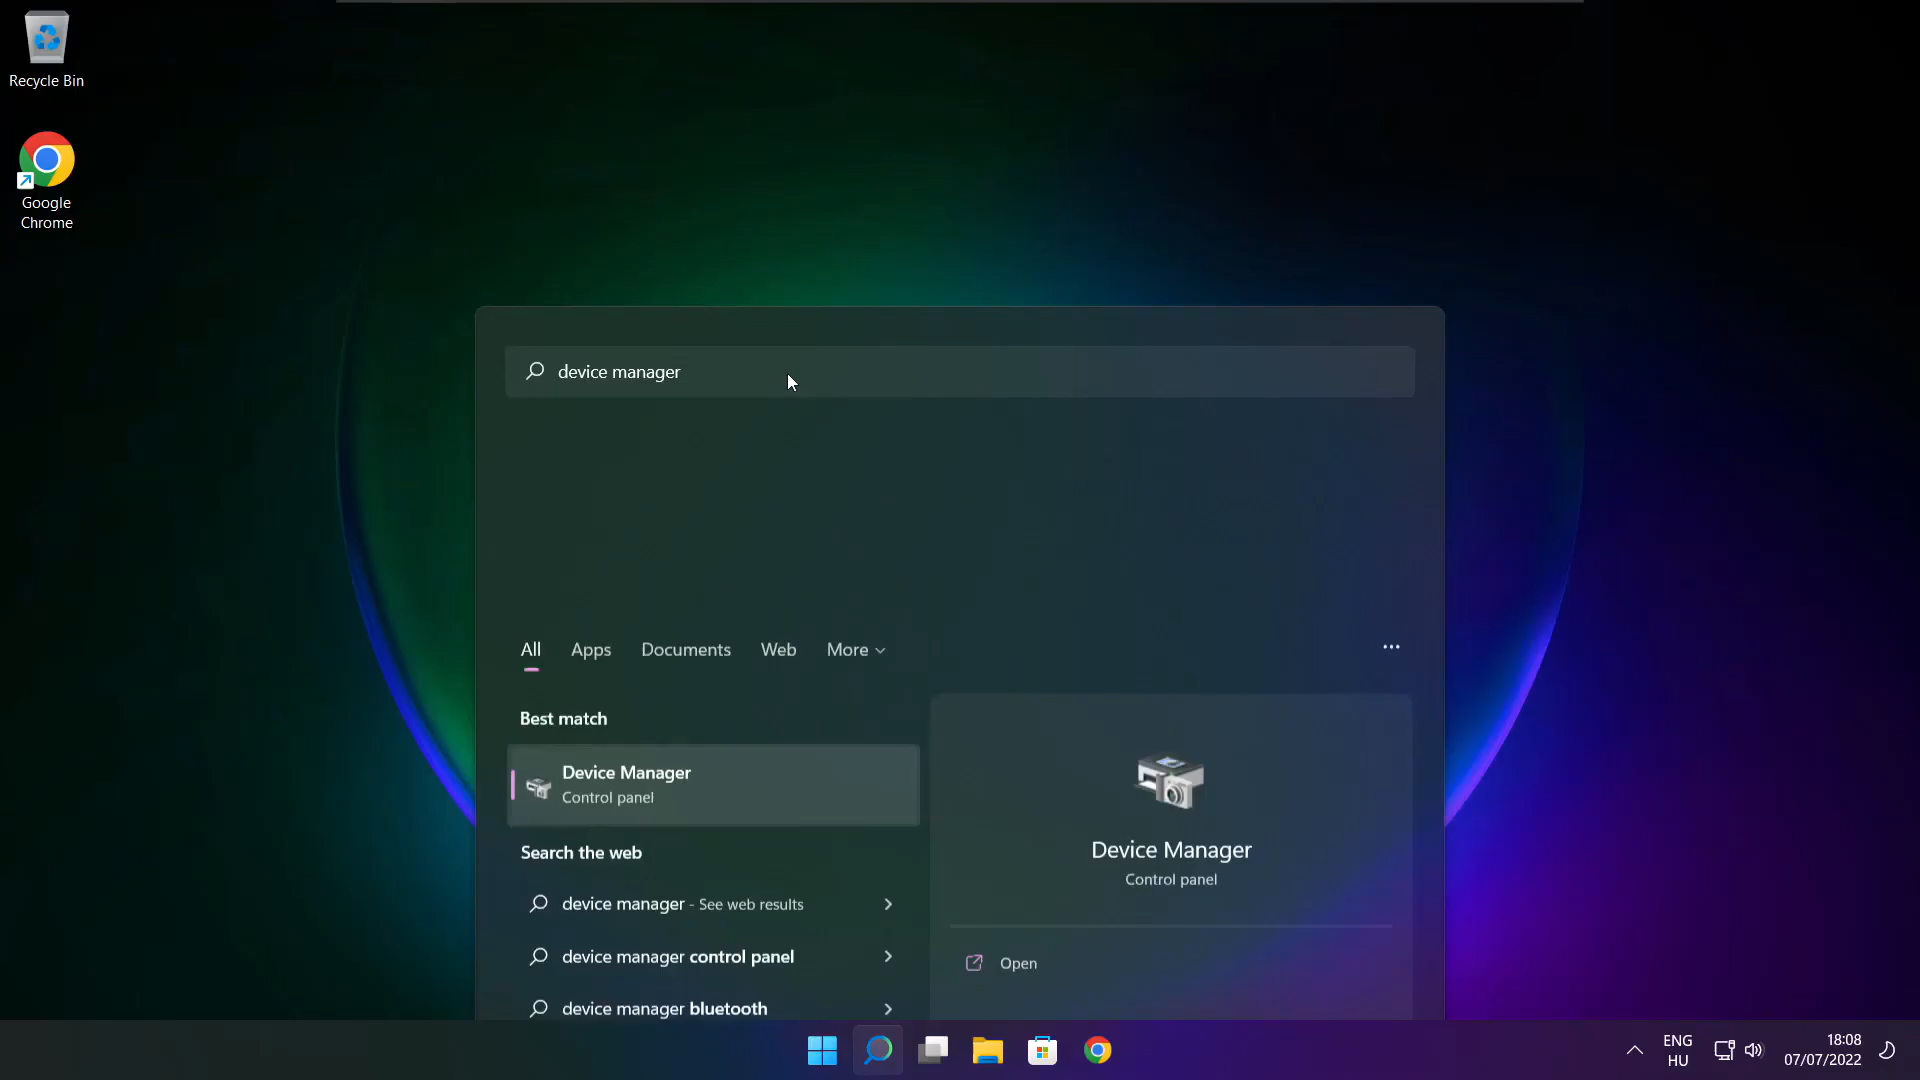 Recycle Bin
Google
Chrome
device manager
All Apps Documents Web More
Best match
Device Manager
Control panel
Search the web
device manager - See web results
device manager control panel
device manager bluetooth
Device Manager
Control panel
Open
ENG
HU
18:08
07/07/2022